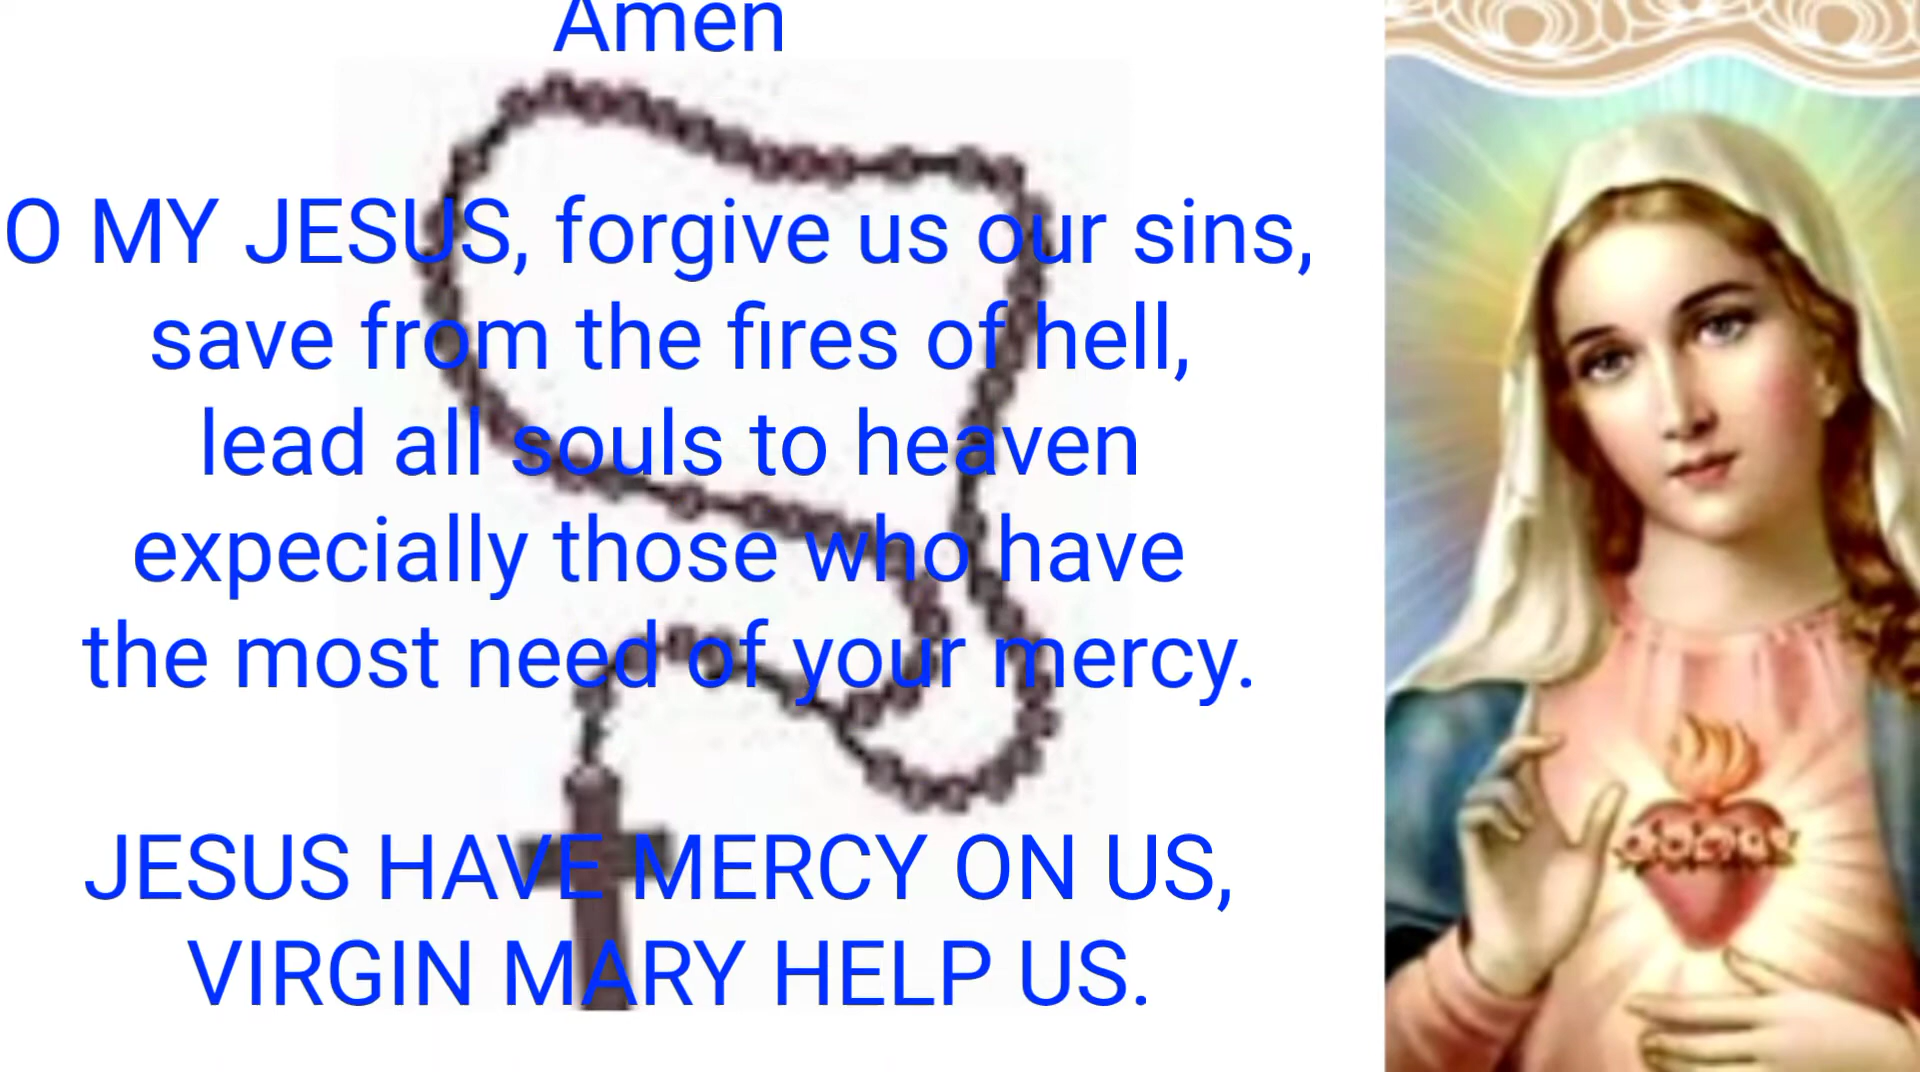 Amen
O MY JESUS, forgive us our sins,
save from the fires of hell,
lead all souls to heaven
expecially those who have
the most need of your mercy.
JESUS HAVE MERCY ON US,
VIRGIN MARY HELP US.